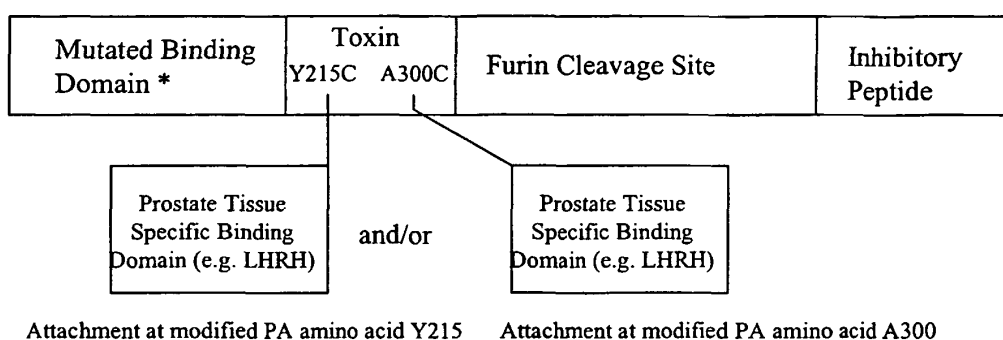 Mutated Binding
Domain *
Toxin
Y215C A300C
Furin Cleavage Site
Inhibitory
Peptide
Prostate Tissue
Specific Binding
Domain (e.g. LHRH)
and/or
Prostate Tissue
Specific Binding
Domain (e.g. LHRH)
Attachment at modified PA amino acid Y215
Attachment at modified PA amino acid A300